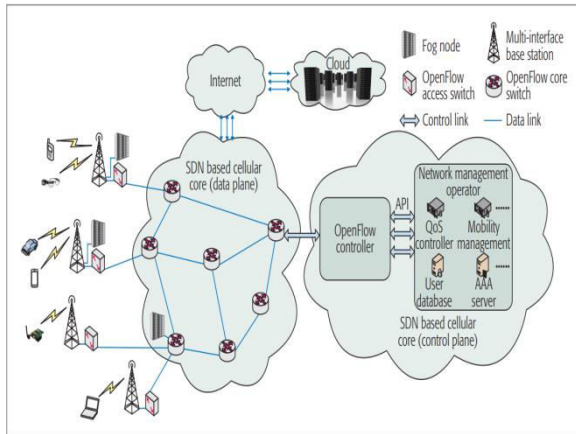 Fog node
Multi-interface
base station
OpenFlow
access switch
OpenFlow core
switch
Control link
Data link
Internet
Cloud
SDN based cellular
core (data plane)
OpenFlow
controller
API
Network management
operator
QoS
controller
Mobility
management
......
User
database
AAA
server
......
SDN based cellular
core (control plane)